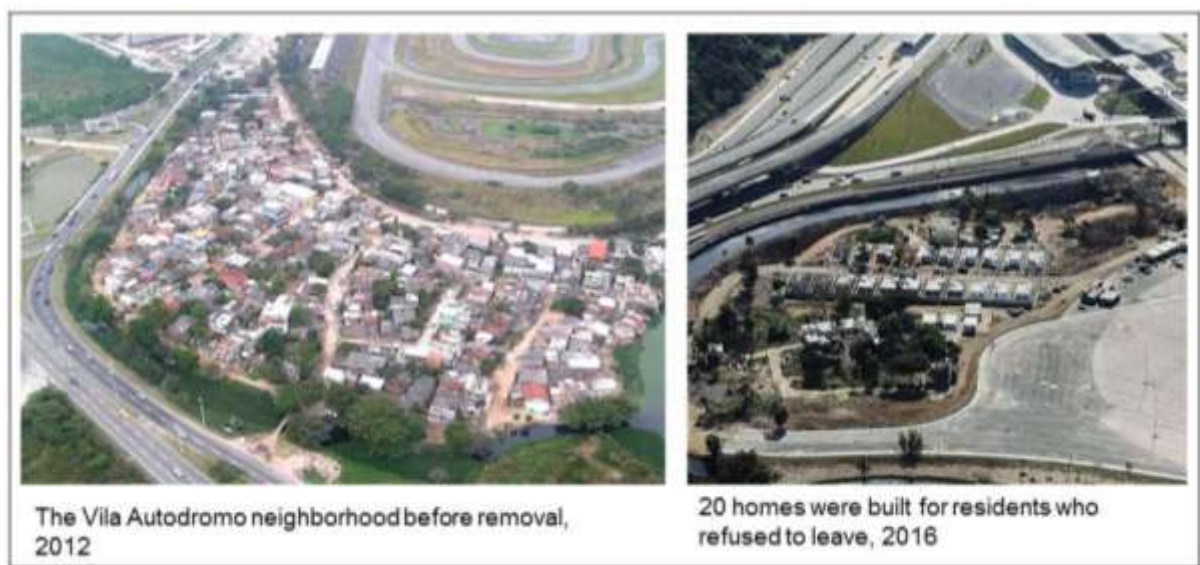 The Vila Autodromo neighborhood before removal,
2012
20 homes were built for residents who
refused to leave, 2016